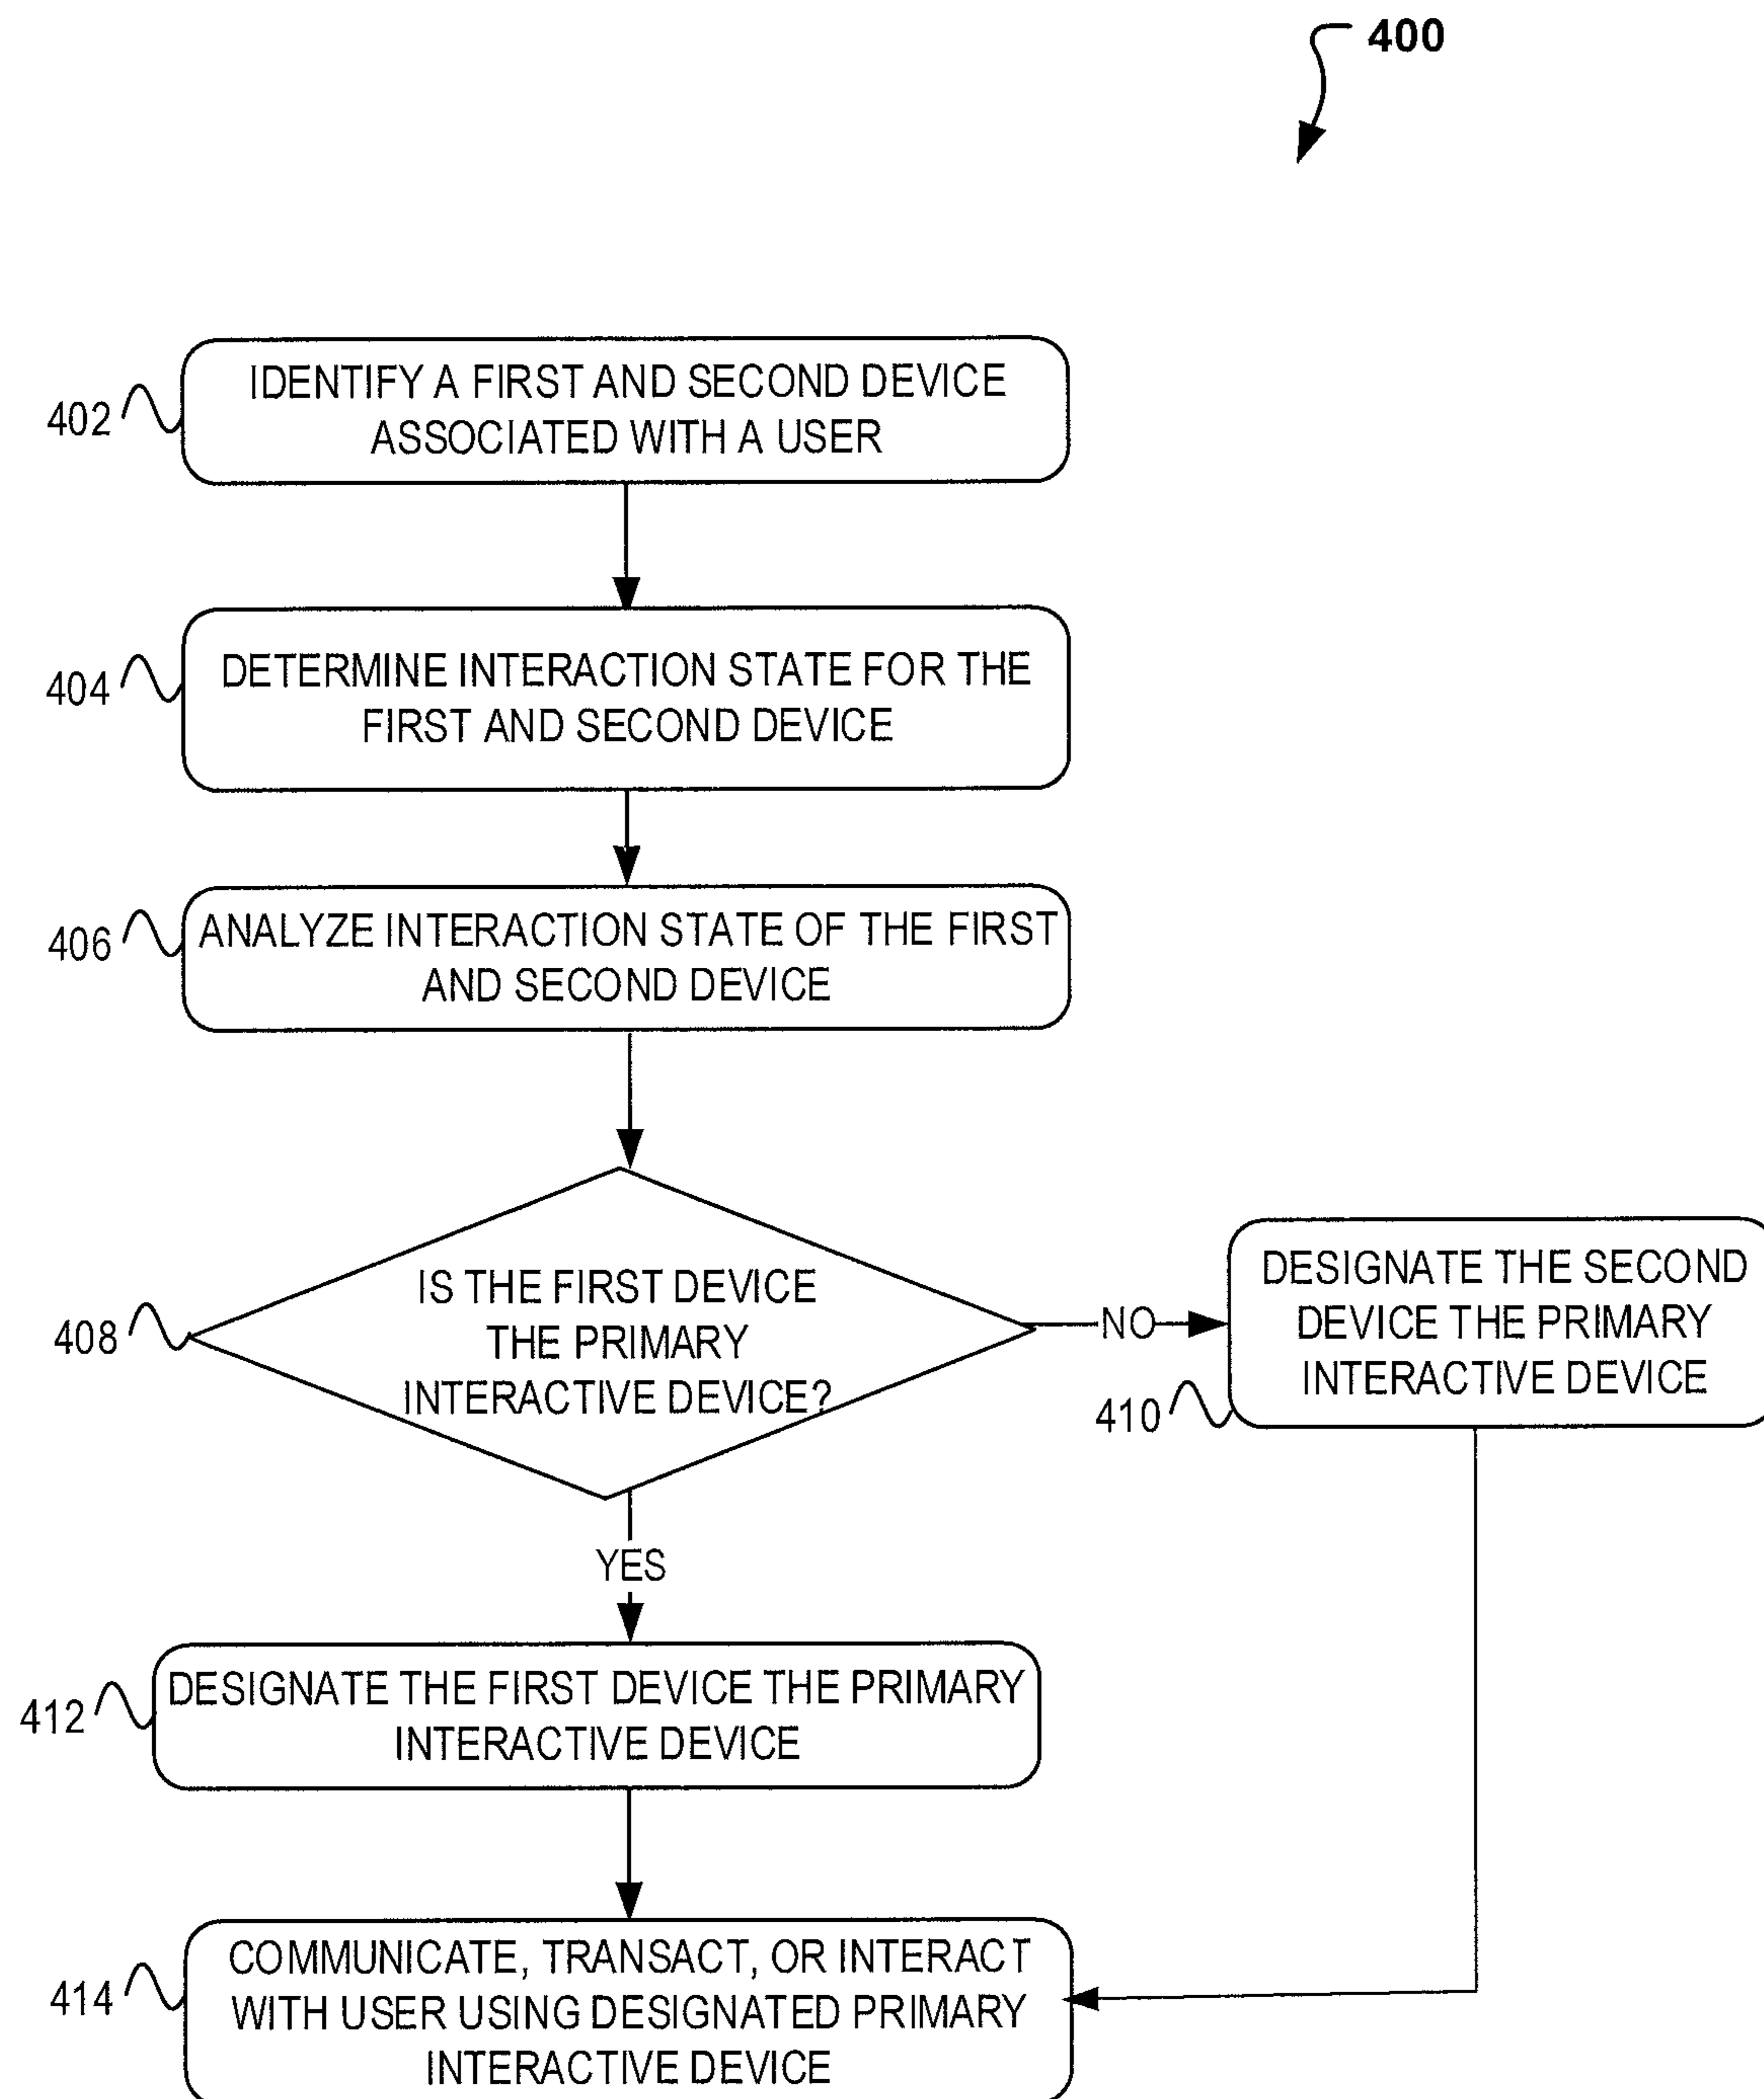 400
402
IDENTIFY A FIRST AND SECOND DEVICE
ASSOCIATED WITH A USER
404
DETERMINE INTERACTION STATE FOR THE
FIRST AND SECOND DEVICE
406
ANALYZE INTERACTION STATE OF THE FIRST
AND SECOND DEVICE
408
IS THE FIRST DEVICE
THE PRIMARY
INTERACTIVE DEVICE?
NO
410
DESIGNATE THE SECOND
DEVICE THE PRIMARY
INTERACTIVE DEVICE
YES
412
DESIGNATE THE FIRST DEVICE THE PRIMARY
INTERACTIVE DEVICE
414
COMMUNICATE, TRANSACT, OR INTERACT
WITH USER USING DESIGNATED PRIMARY
INTERACTIVE DEVICE